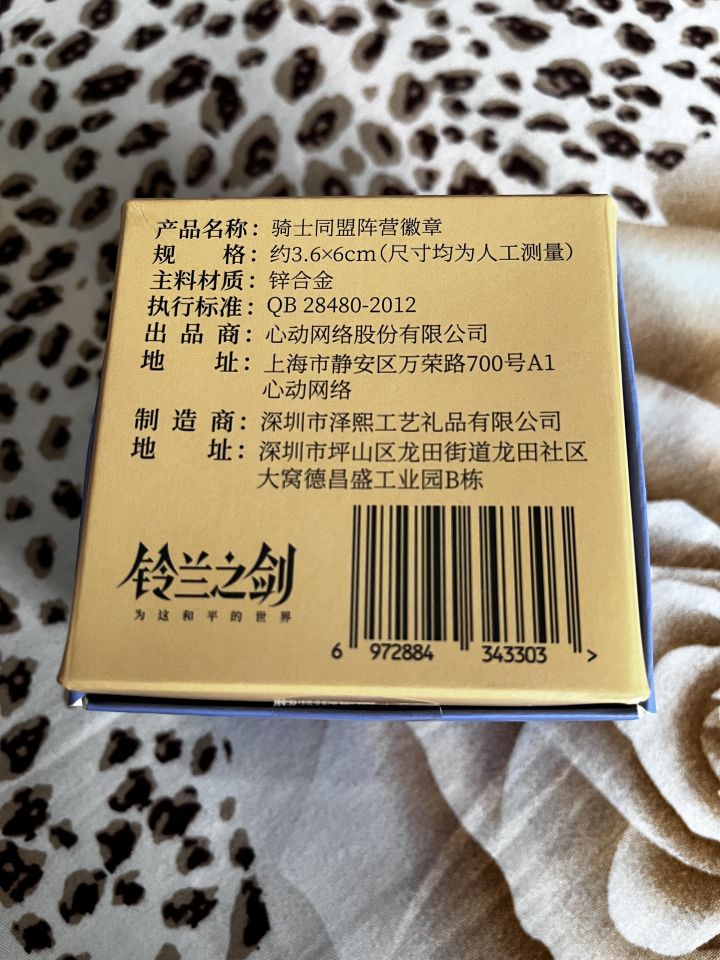 产品名称：骑士同盟阵营徽章
规 格：约3.6×6cm(尺寸均为人工测量)
主料材质：锌合金
执行标准：QB 28480-2012
出品商：心动网络股份有限公司
地 址：上海市静安区万荣路700号A1
心动网络
制造商：深圳市泽熙工艺礼品有限公司
地 址：深圳市坪山区龙田街道龙田社区
大窝德昌盛工业园B栋
铃兰之剑
为这和平的世界
6 972884 343303 >